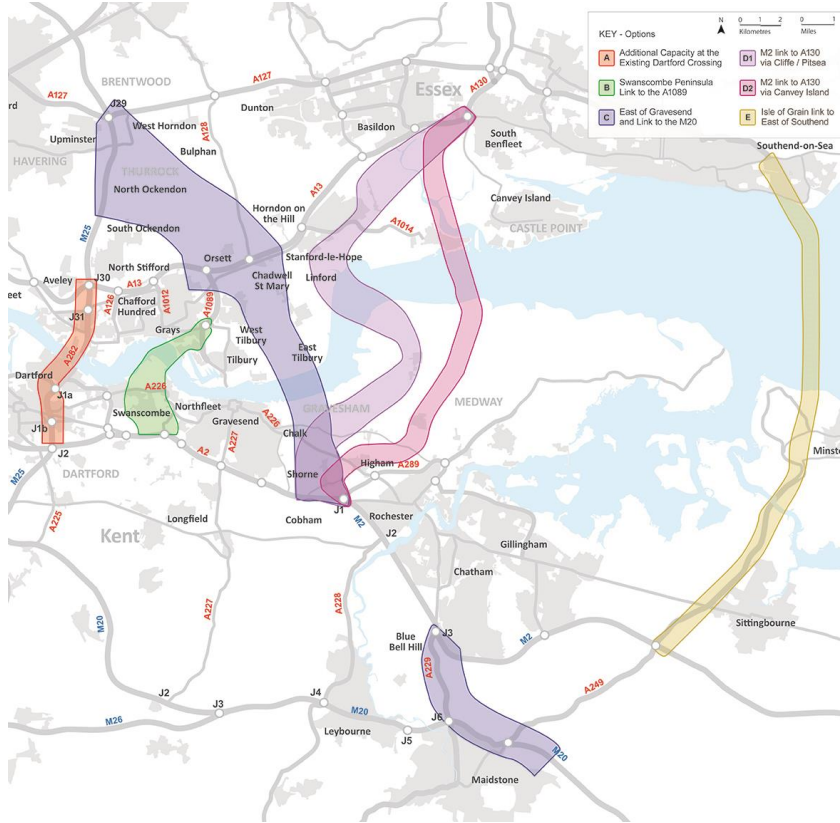 KEY - Options
N
0 1 2
Kilometres
0 1
Miles
A
Additional Capacity at the
Existing Dartford Crossing
B
Swanscombe Peninsula
Link to the A1089
C
East of Gravesend
and Link to the M20
D1
M2 link to A130
via Cliffe / Pitsea
D2
M2 link to A130
via Canvey Island
E
Isle of Grain link to
East of Southend
BRENTWOOD
A127
Essex
A130
A127
rd
J29
Dunton
Upminster
West Horndon
A128
Basildon
South
Benfleet
Southend-on-Sea
Bulphan
HAVERING
THURROCK
North Ockendon
A13
Canvey Island
Horndon on
the Hill
A1014
CASTLE POINT
M25
South Ockendon
Orsett
Stanford-le-Hope
North Stifford
Chadwell
St Mary
Linford
Aveley
J30
A13
eet
A126
Chafford
Hundred
A1012
A1089
J31
Grays
West
Tilbury
A282
East
Tilbury
Tilbury
Dartford
A226
J1a
Swanscombe
Northfleet
GRAVESHAM
MEDWAY
A226
Gravesend
J1b
A227
Chalk
A2
J2
Higham
A289
Minste
M25
DARTFORD
Shorne
J1
A225
Longfield
Cobham
M2
Rochester
Kent
J2
Gillingham
Chatham
A227
A228
M20
Sittingbourne
Blue
Bell Hill
J3
M2
A229
A249
J2
J4
J3
M20
J6
M26
Leybourne
J5
M20
Maidstone